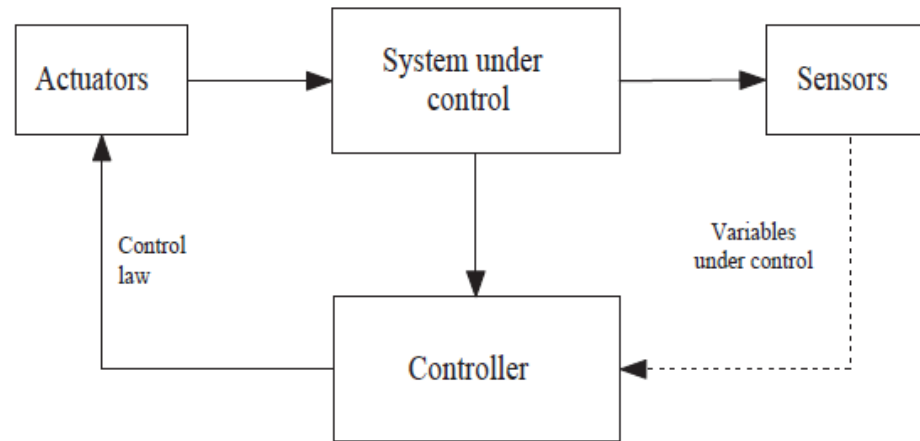 Actuators
System under
control
Sensors
Control
law
Variables
under control
Controller